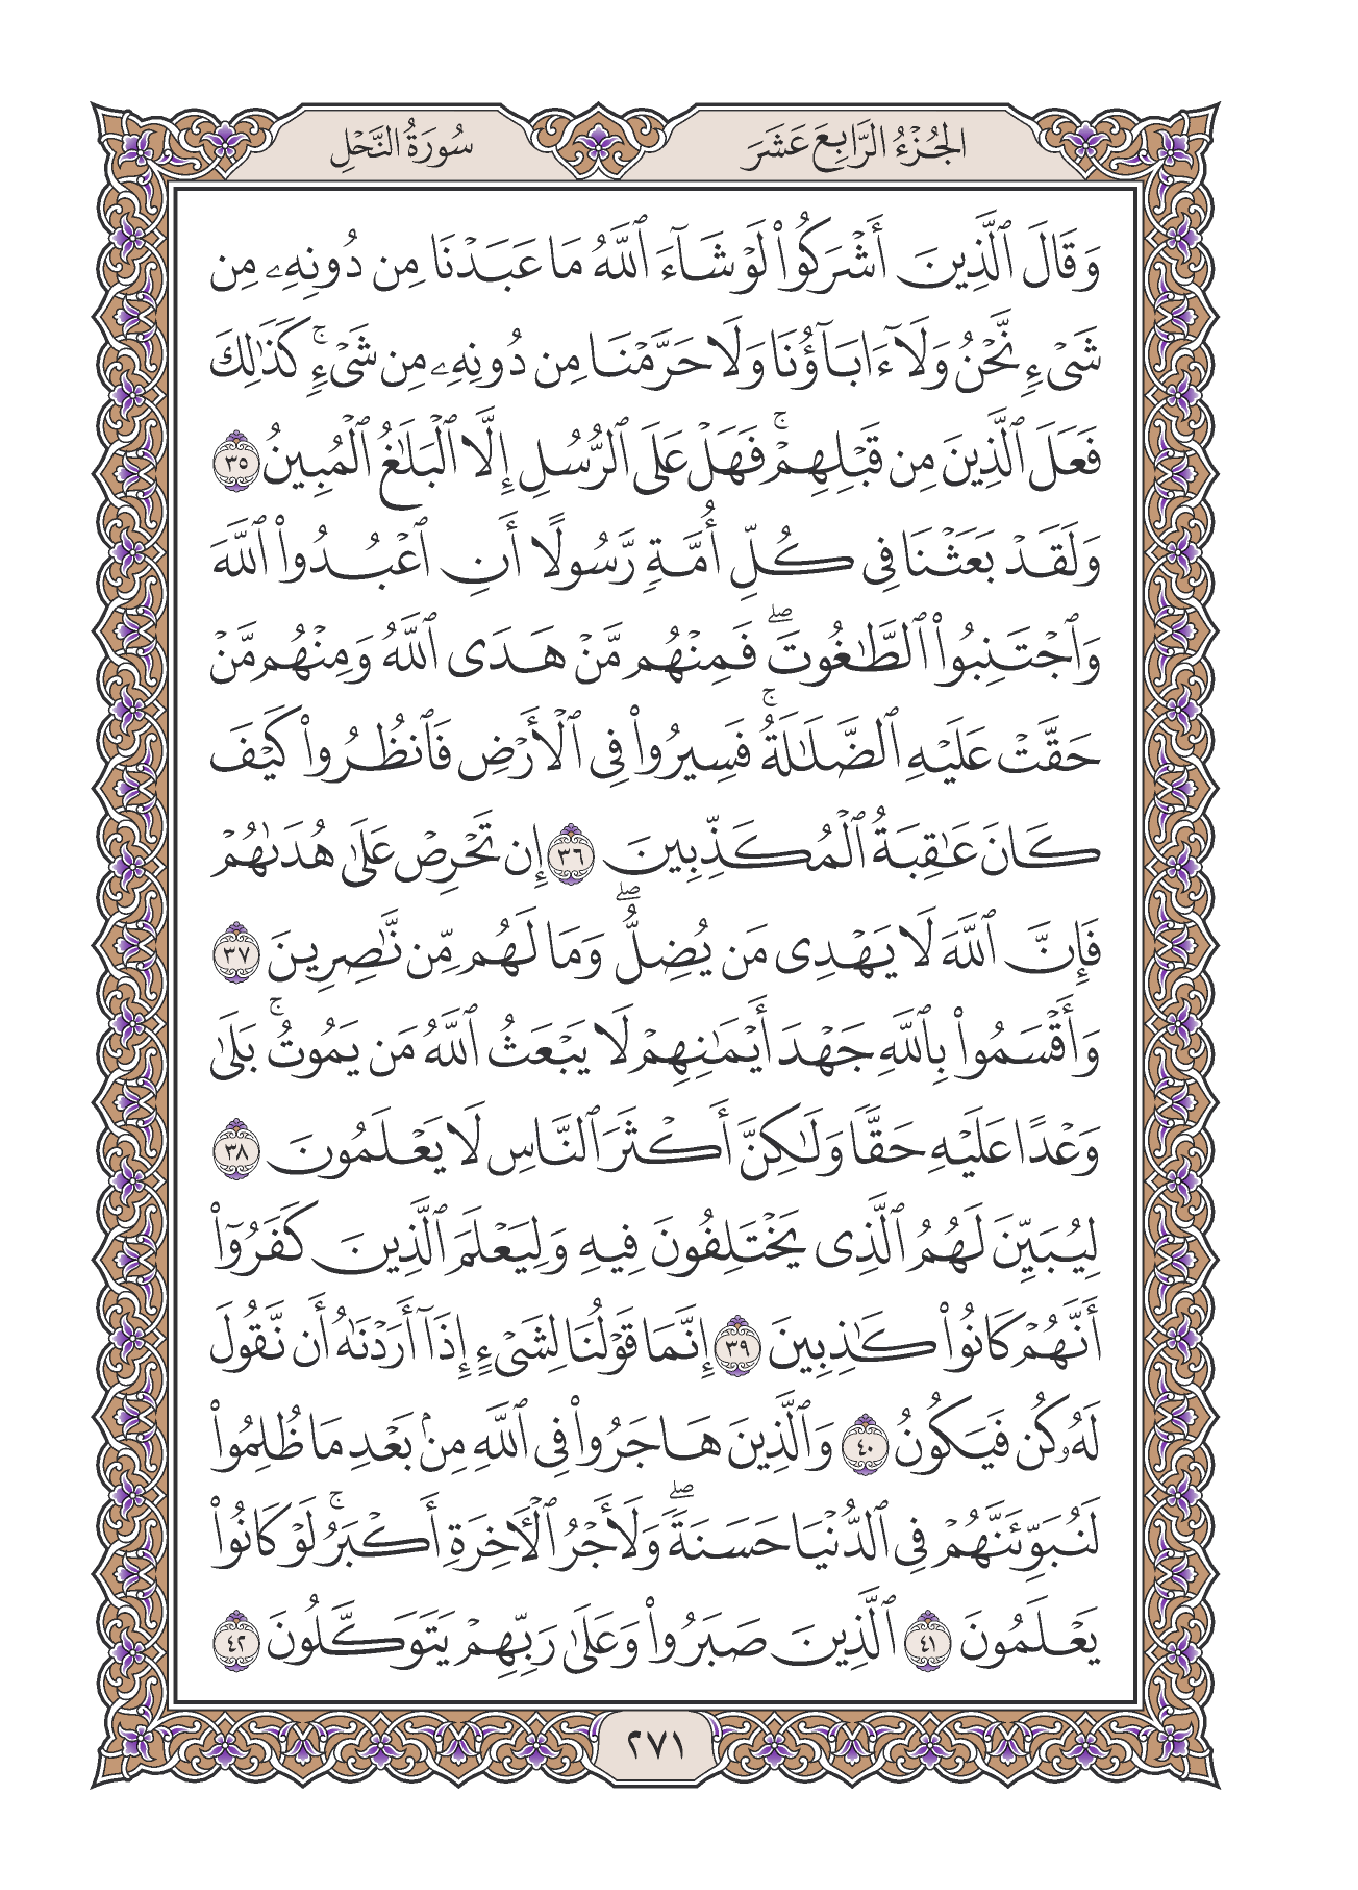 الجُزْءُ الرَّابِعَ عَشَرَ
سُورَةُ النَّحْلِ
وَقَالَ ٱلَّذِينَ أَشْرَكُوا۟ لَوْ شَآءَ ٱللَّهُ مَا عَبَدْنَا مِن دُونِهِۦ مِن
شَىْءٍ نَّحْنُ وَلَآ ءَابَآؤُنَا وَلَا حَرَّمْنَا مِن دُونِهِۦ مِن شَىْءٍ ۚ كَذَٰلِكَ
فَعَلَ ٱلَّذِينَ مِن قَبْلِهِمْ ۚ فَهَلْ عَلَى ٱلرُّسُلِ إِلَّا ٱلْبَلَـٰغُ ٱلْمُبِينُ ٣٥
وَلَقَدْ بَعَثْنَا فِى كُلِّ أُمَّةٍ رَّسُولًا أَنِ ٱعْبُدُوا۟ ٱللَّهَ
وَٱجْتَنِبُوا۟ ٱلطَّـٰغُوتَ ۖ فَمِنْهُم مَّنْ هَدَى ٱللَّهُ وَمِنْهُم مَّنْ
حَقَّتْ عَلَيْهِ ٱلضَّلَـٰلَةُ ۚ فَسِيرُوا۟ فِى ٱلْأَرْضِ فَٱنظُرُوا۟ كَيْفَ
كَانَ عَـٰقِبَةُ ٱلْمُكَذِّبِينَ ٣٦ إِن تَحْرِصْ عَلَىٰ هُدَىٰهُمْ
فَإِنَّ ٱللَّهَ لَا يَهْدِى مَن يُضِلُّ ۖ وَمَا لَهُم مِّن نَّـٰصِرِينَ ٣٧
وَأَقْسَمُوا۟ بِٱللَّهِ جَهْدَ أَيْمَـٰنِهِمْ لَا يَبْعَثُ ٱللَّهُ مَن يَمُوتُ ۚ بَلَىٰ
وَعْدًا عَلَيْهِ حَقًّا وَلَـٰكِنَّ أَكْثَرَ ٱلنَّاسِ لَا يَعْلَمُونَ ٣٨
لِيُبَيِّنَ لَهُمُ ٱلَّذِى يَخْتَلِفُونَ فِيهِ وَلِيَعْلَمَ ٱلَّذِينَ كَفَرُوٓا۟
أَنَّهُمْ كَانُوا۟ كَـٰذِبِينَ ٣٩ إِنَّمَا قَوْلُنَا لِشَىْءٍ إِذَآ أَرَدْنَـٰهُ أَن نَّقُولَ
لَهُۥ كُن فَيَكُونُ ٤٠ وَٱلَّذِينَ هَاجَرُوا۟ فِى ٱللَّهِ مِنۢ بَعْدِ مَا ظُلِمُوا۟
لَنُبَوِّئَنَّهُمْ فِى ٱلدُّنْيَا حَسَنَةً ۖ وَلَأَجْرُ ٱلْـَٔاخِرَةِ أَكْبَرُ ۚ لَوْ كَانُوا۟
يَعْلَمُونَ ٤١ ٱلَّذِينَ صَبَرُوا۟ وَعَلَىٰ رَبِّهِمْ يَتَوَكَّلُونَ ٤٢
٢٧١